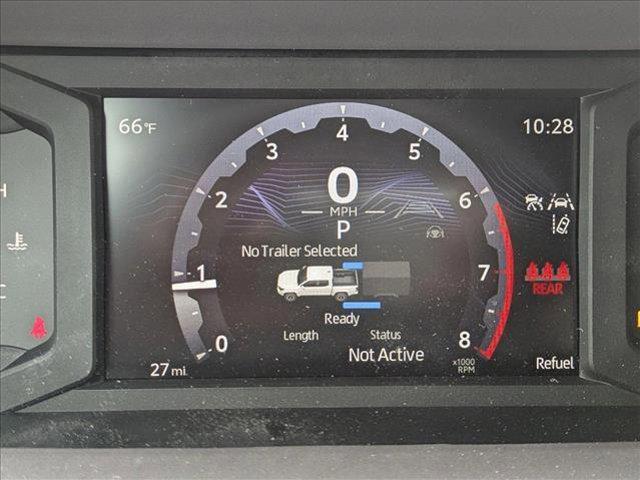 66°F
10:28
4
3
5
0
2
6
MPH
P
No Trailer Selected
1
7
REAR
Ready
Length
Status
0
8
Not Active
x1000
RPM
27 mi
Refuel
H
C